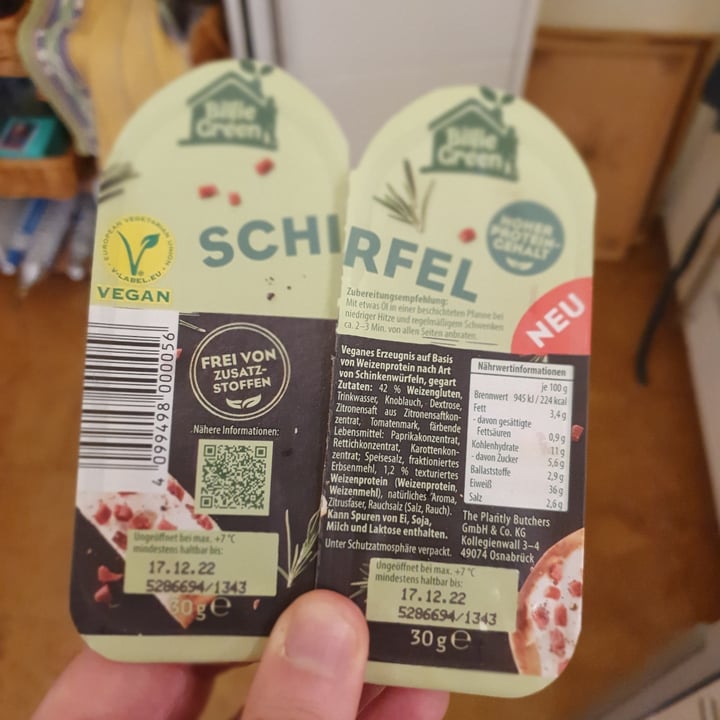 Billie
Green
EUROPEAN VEGETARIAN UNION
V-LABEL.EU
VEGAN
SCHI
4 099498 000056
FREI VON
ZUSATZ-
STOFFEN
Nähere Informationen:
Ungeöffnet bei max. +7 °C
mindestens haltbar bis:
17.12.22
5286694/1343
30 g e
Billie
Green
HOHER
PROTEIN-
GEHALT
RFEL
NEU
Zubereitungsempfehlung:
Mit etwas Öl in einer beschichteten Pfanne bei
niedriger Hitze und regelmäßigem Schwenken
ca. 2–3 Min. von allen Seiten anbraten.
Veganes Erzeugnis auf Basis
von Weizenprotein nach Art
von Schinkenwürfeln, gegart
Zutaten: 42 % Weizengluten,
Trinkwasser, Knoblauch, Dextrose,
Zitronensaft aus Zitronensaftkon-
zentrat, Tomatenmark, färbende
Lebensmittel: Paprikakonzentrat,
Rettichkonzentrat, Karottenkon-
zentrat; Speisesalz, fraktioniertes
Erbsenmehl, 1,2 % texturiertes
Weizenprotein (Weizenprotein,
Weizenmehl), natürliches Aroma,
Zitrusfaser, Rauchsalz (Salz, Rauch).
Kann Spuren von Ei, Soja,
Milch und Laktose enthalten.
Unter Schutzatmosphäre verpackt.
Nährwertinformationen
je 100 g
Brennwert 945 kJ/224 kcal
Fett 3,4 g
- davon gesättigte
Fettsäuren 0,9 g
Kohlenhydrate 11 g
- davon Zucker 5,6 g
Ballaststoffe 2,9 g
Eiweiß 36 g
Salz 2,6 g
The Plantly Butchers
GmbH & Co. KG
Kollegienwall 3–4
49074 Osnabrück
Ungeöffnet bei max. +7 °C
mindestens haltbar bis:
17.12.22
5286694/1343
30 g e